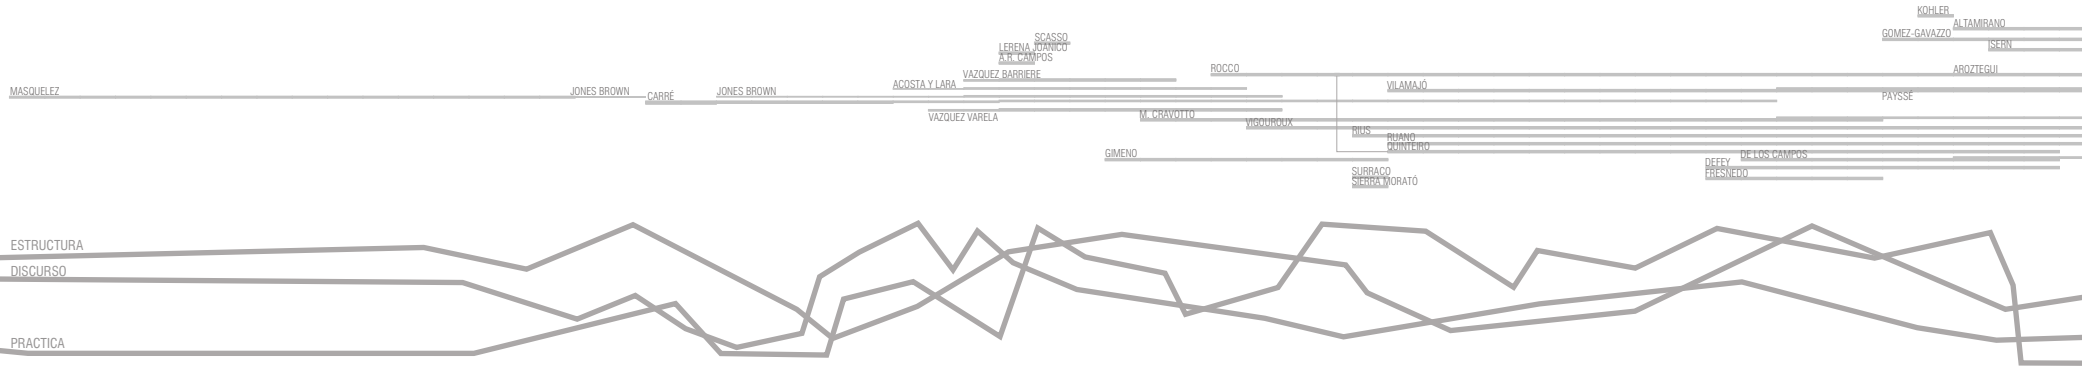 KOHLER
ALTAMIRANO
GOMEZ-GAVAZZO
ISERN
SCASSO
LERENA JOANICO
A.R. CAMPOS
VAZQUEZ BARRIERE
ROCCO
AROZTEGUI
ACOSTA Y LARA
VILAMAJÓ
MASQUELEZ
JONES BROWN
CARRÉ
JONES BROWN
PAYSSÉ
VAZQUEZ VARELA
M. CRAVOTTO
VIGOUROUX
RIUS
RUANO
QUINTEIRO
GIMENO
DE LOS CAMPOS
DEFEY
FRESNEDO
SURRACO
SIERRA MORATÓ
ESTRUCTURA
DISCURSO
PRACTICA